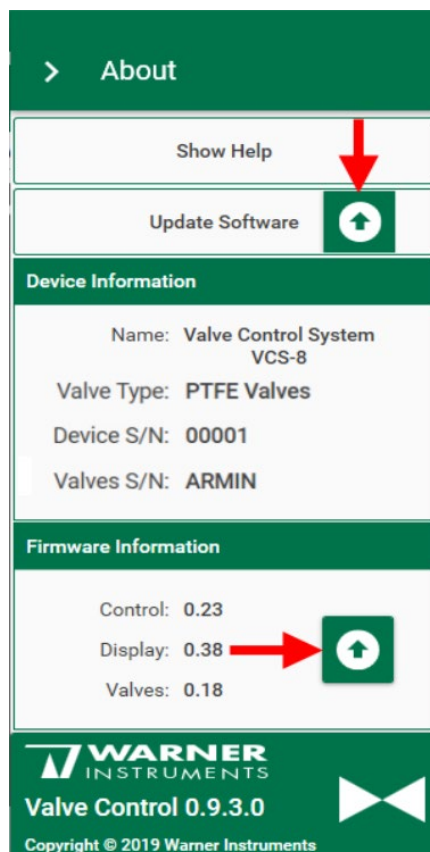 About
Show Help
Update Software
Device Information
Name: Valve Control System
VCS-8
Valve Type: PTFE Valves
Device S/N: 00001
Valves S/N: ARMIN
Firmware Information
Control: 0.23
Display: 0.38
Valves: 0.18
WARNER
INSTRUMENTS
Valve Control 0.9.3.0
Copyright © 2019 Warner Instruments